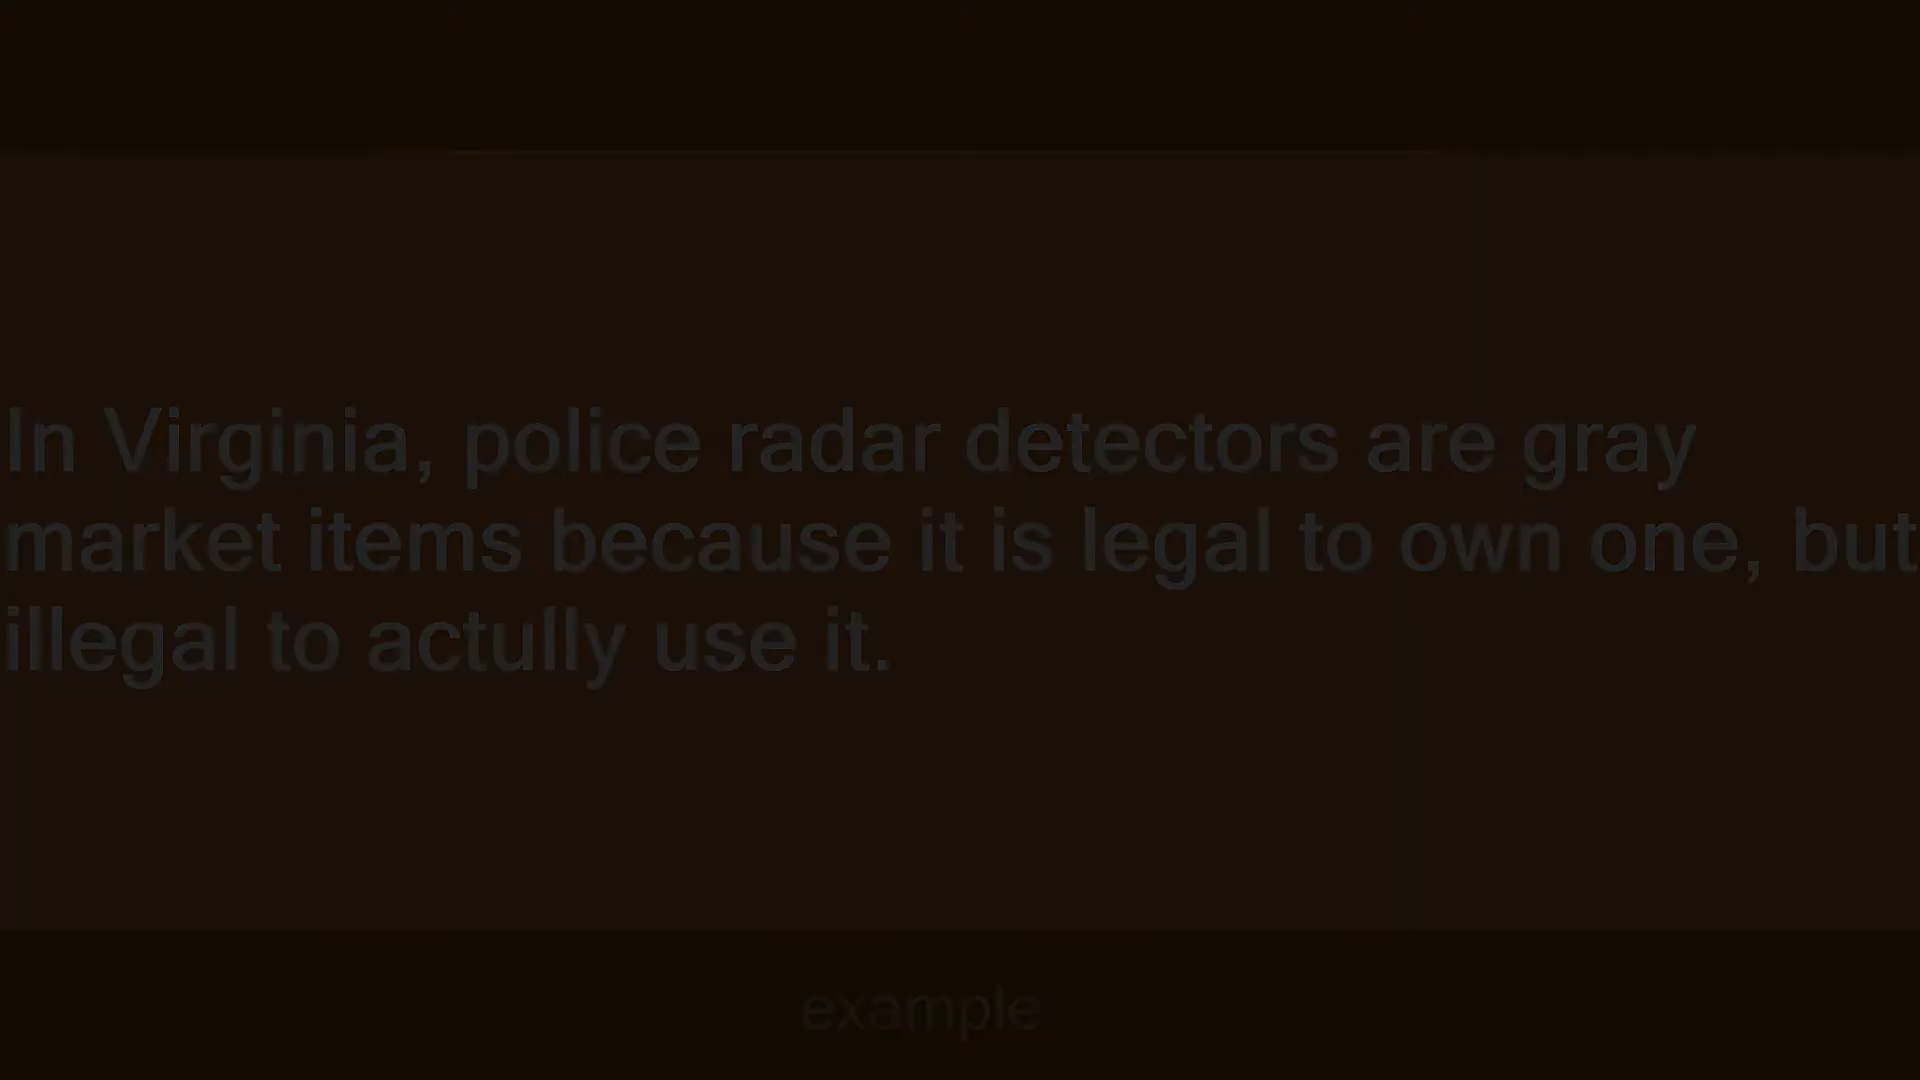 In Virginia, police radar detectors are gray
market items because it is legal to own one, but
illegal to actully use it.
example